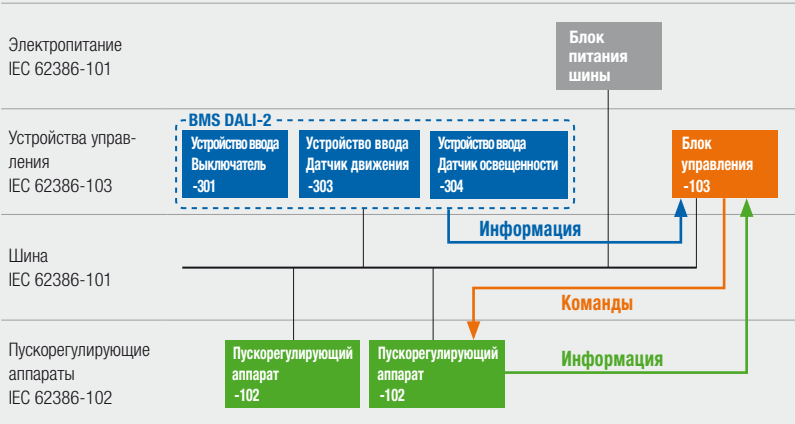 Электропитание
IEC 62386-101
Блок
питания
шины
BMS DALI-2
Устройства управ-
ления
IEC 62386-103
Устройство ввода
Выключатель
-301
Устройство ввода
Датчик движения
-303
Устройство ввода
Датчик освещенности
-304
Блок
управления
-103
Информация
Шина
IEC 62386-101
Команды
Пускорегулирующие
аппараты
IEC 62386-102
Пускорегулирующий
аппарат
-102
Пускорегулирующий
аппарат
-102
Информация